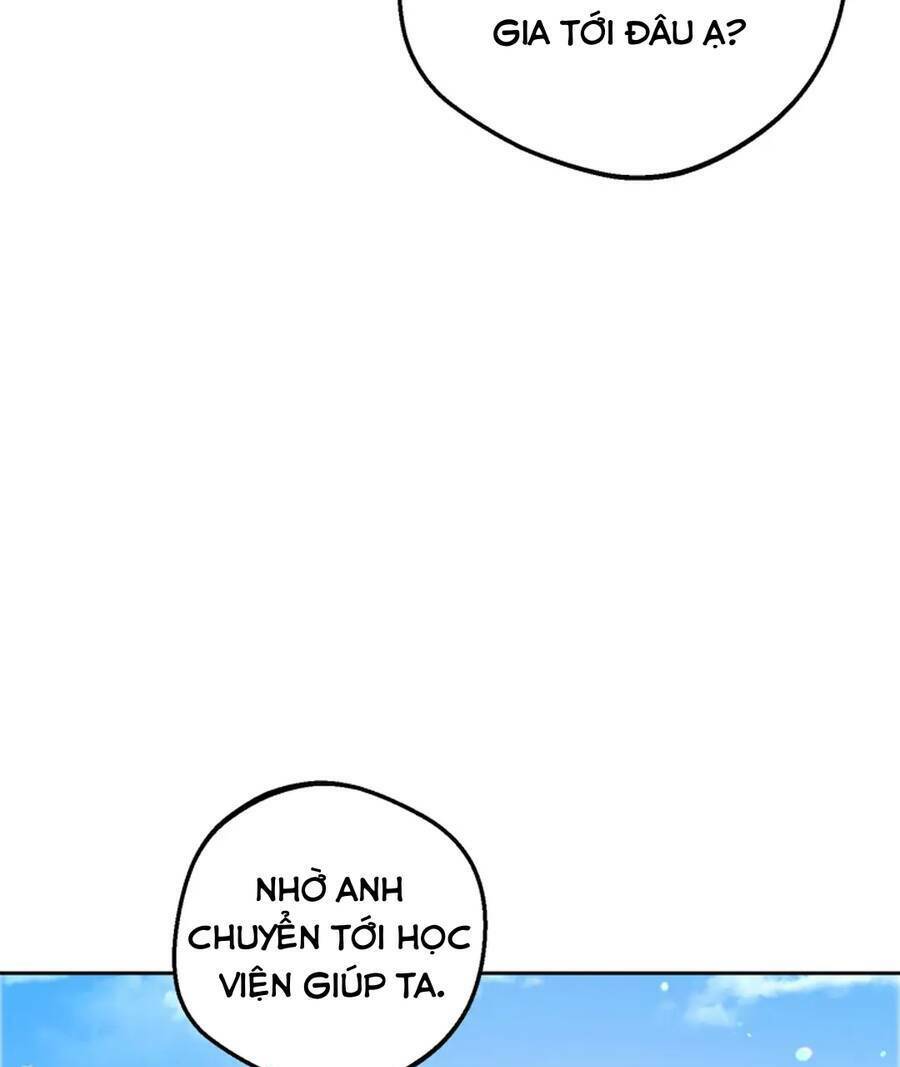 GIA TỚI ĐÂU Ạ?
NHỜ ANH
CHUYỂN TỚI HỌC
VIỆN GIÚP TA.